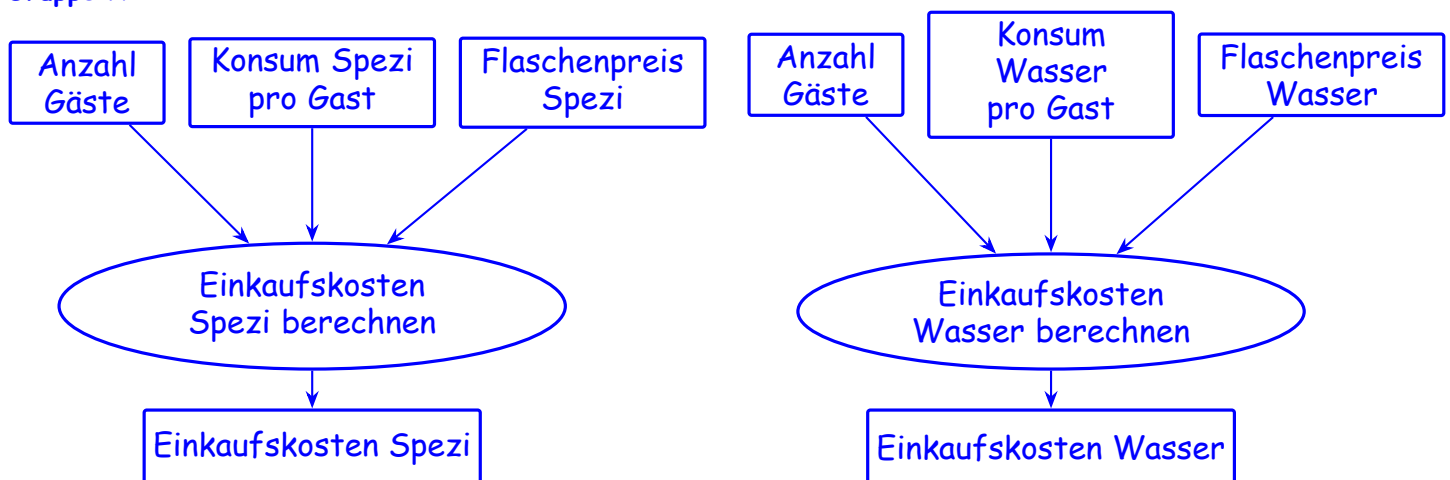 Anzahl
Gäste
Konsum Spezi
pro Gast
Flaschenpreis
Spezi
Einkaufskosten
Spezi berechnen
Einkaufskosten Spezi
Anzahl
Gäste
Konsum
Wasser
pro Gast
Flaschenpreis
Wasser
Einkaufskosten
Wasser berechnen
Einkaufskosten Wasser